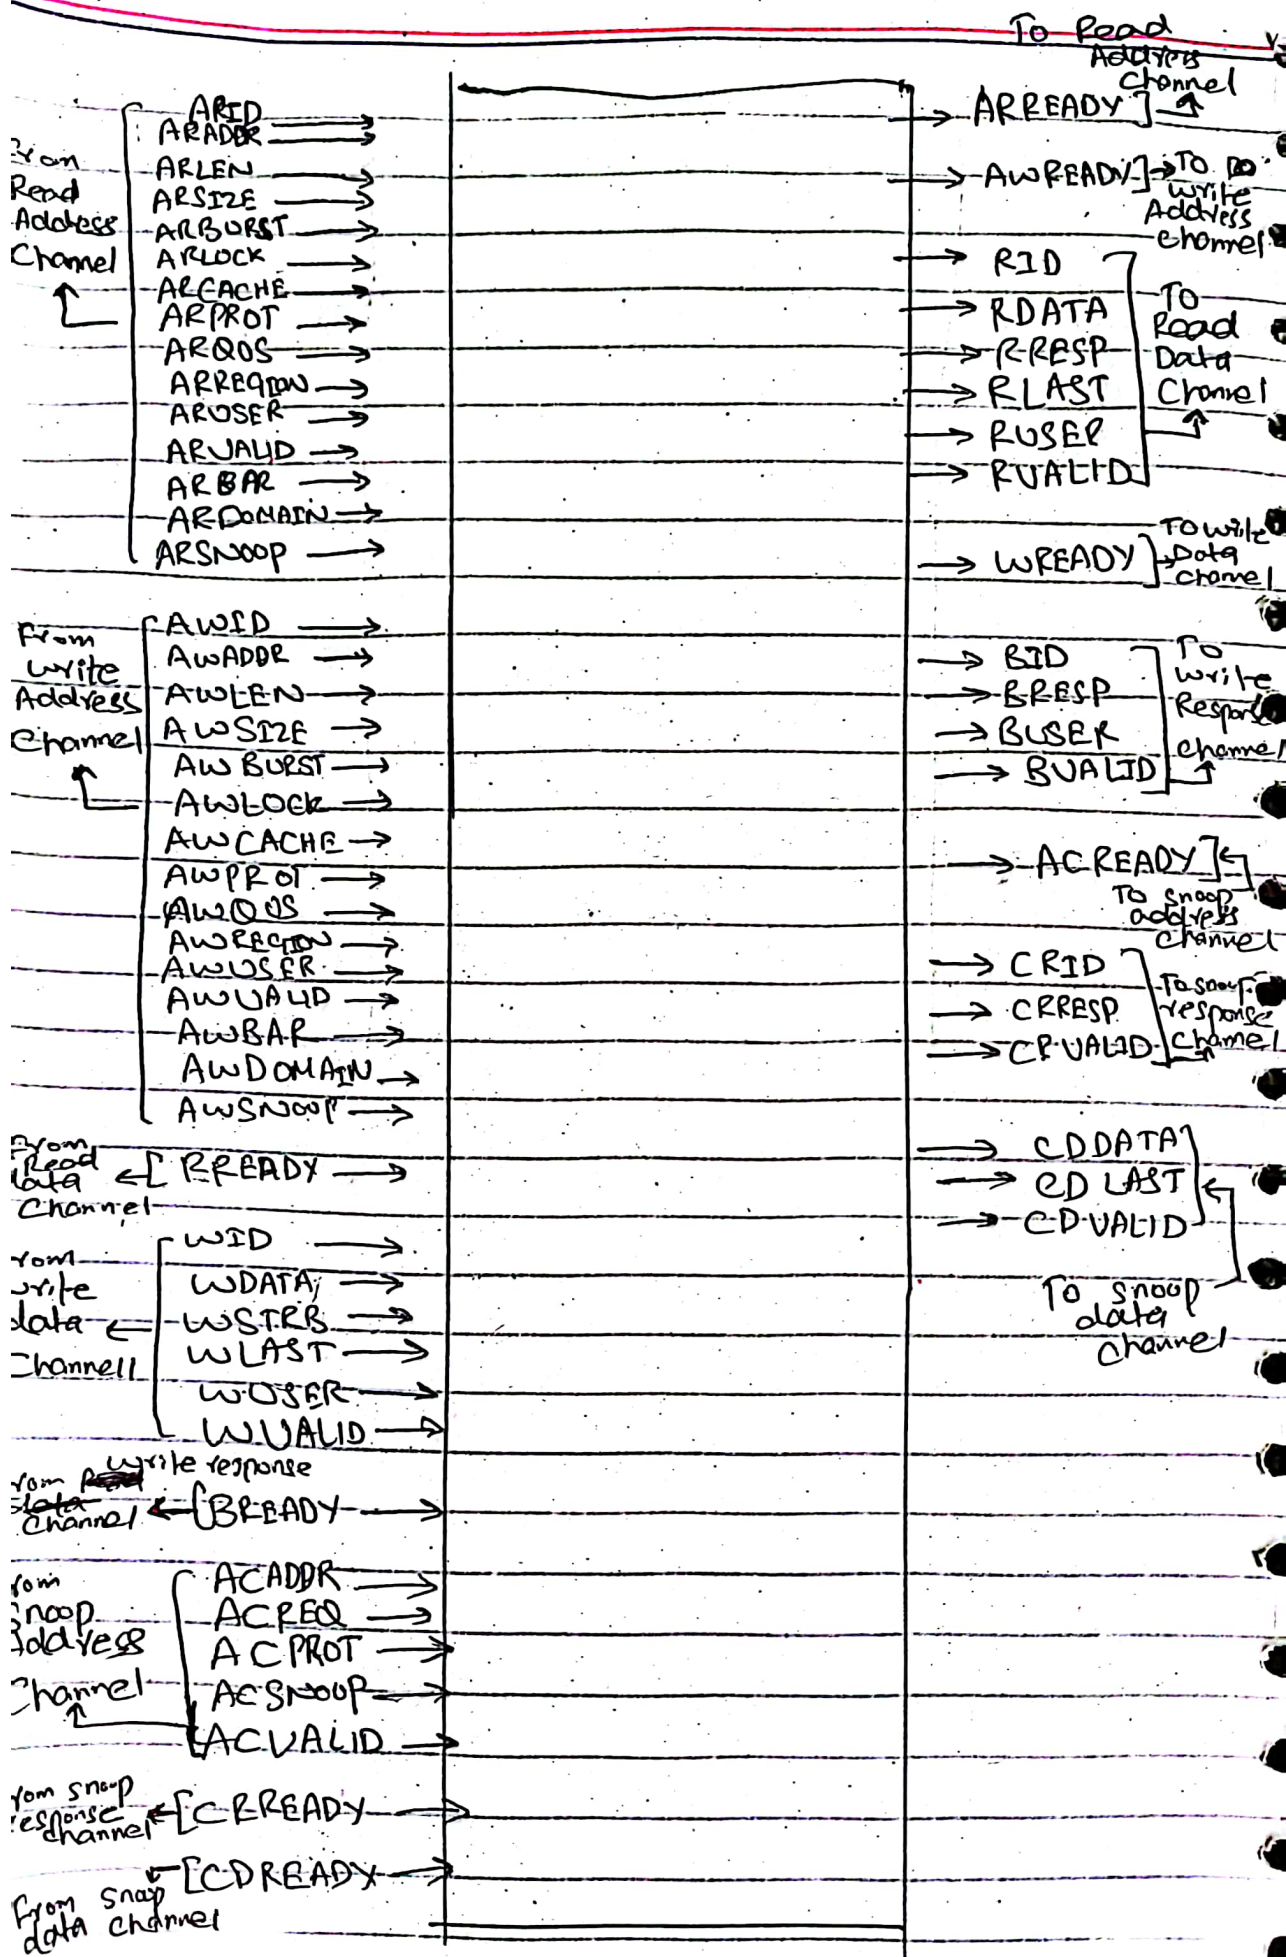 From
Read
Address
Channel
ARID
ARADDR
ARLEN
ARSIZE
ARBURST
ARLOCK
ARCACHE
ARPROT
ARQOS
ARREGION
ARUSER
ARVALID
ARBAR
ARDOMAIN
ARSNOOP
From
write
Address
Channel
AWID
AWADDR
AWLEN
AWSIZE
AWBURST
AWLOCK
AWCACHE
AWPROT
AWQOS
AWREGION
AWUSER
AWVALID
AWBAR
AWDOMAIN
AWSNOOP
From
Read
data
Channel
RREADY
From
write
data
Channell
WID
WDATA
WSTRB
WLAST
WUSER
WVALID
From write response
Channel
BREADY
From
snoop
Address
Channel
ACADDR
ACREQ
ACPROT
ACSNOOP
ACVALID
From snoop
response
channel
CRREADY
CDREADY
From snoop
data channel
To Read
Address
Channel
ARREADY
AWREADY
To
write
Address
Channel
RID
RDATA
RRESP
RLAST
RUSER
RVALID
To
Read
Data
Channel
WREADY
To write
Data
channel
BID
BRESP
BUSER
BVALID
To
write
Response
channel
ACREADY
To snoop
address
channel
CRID
CRRESP
CRVALID
To snoop
response
channel
CDDATA
CDLAST
CDVALID
To snoop
data
channel